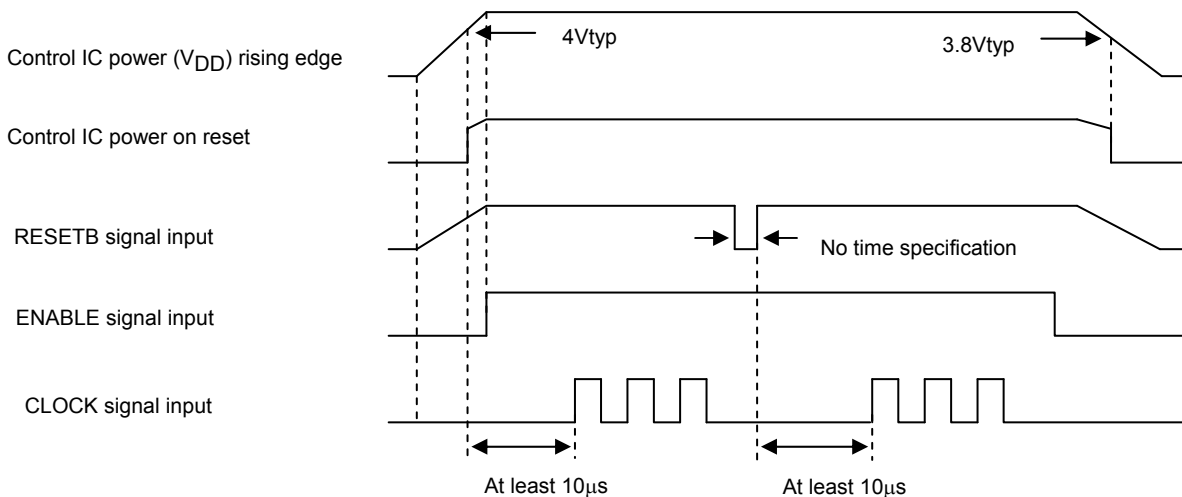 4Vtyp
3.8Vtyp
Control IC power (VDD) rising edge
Control IC power on reset
RESETB signal input
No time specification
ENABLE signal input
CLOCK signal input
At least 10μs
At least 10μs